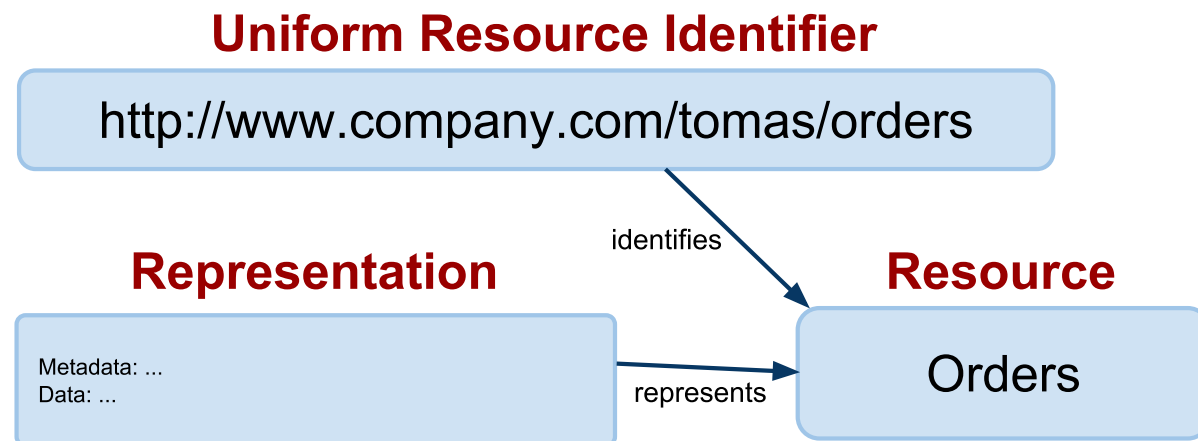 Uniform Resource Identifier
http://www.company.com/tomas/orders
identifies
Representation
Resource
Metadata: ...
Data: ...
represents
Orders